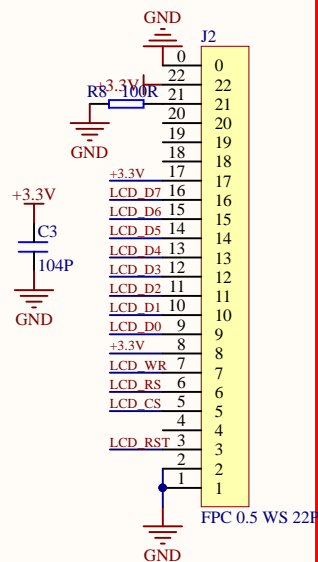 GND
J2
0 0
+3.3V 22 22
R8 100R 21 21
20 20
GND
19 19
18 18
+3.3V 17 17
LCD_D7 16 16
+3.3V
LCD_D6 15 15
C3
LCD_D5 14 14
LCD_D4 13 13
104P
LCD_D3 12 12
LCD_D2 11 11
LCD_D1 10 10
GND
LCD_D0 9 9
+3.3V 8 8
LCD_WR 7 7
LCD_RS 6 6
LCD_CS 5 5
4 4
LCD_RST 3 3
2 2
1 1
FPC 0.5 WS 22P
GND